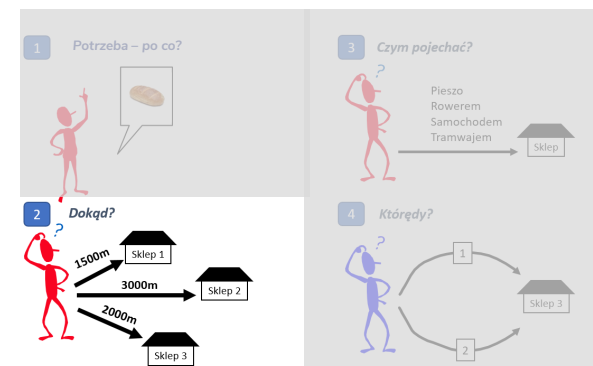 1 Potrzeba – po co?
3 Czym pojechać?
?
Pieszo
Rowerem
Samochodem
Tramwajem
Sklep
2 Dokąd?
?
1500m
Sklep 1
3000m
Sklep 2
2000m
Sklep 3
4 Którędy?
?
1
Sklep 3
2